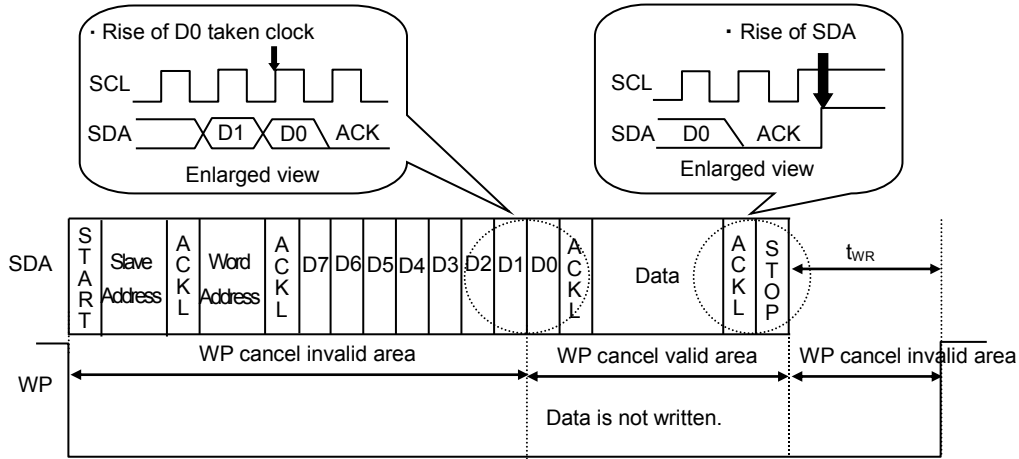 ・Rise of D0 taken clock
SCL
SDA D1 D0 ACK
Enlarged view
・Rise of SDA
SCL
SDA D0 ACK
Enlarged view
SDA
START
Slave
Address
ACKL
Word
Address
ACKL
D7 D6 D5 D4 D3 D2 D1 D0
ACKL
Data
ACKL
STOP
tWR
WP
WP cancel invalid area
WP cancel valid area
WP cancel invalid area
Data is not written.